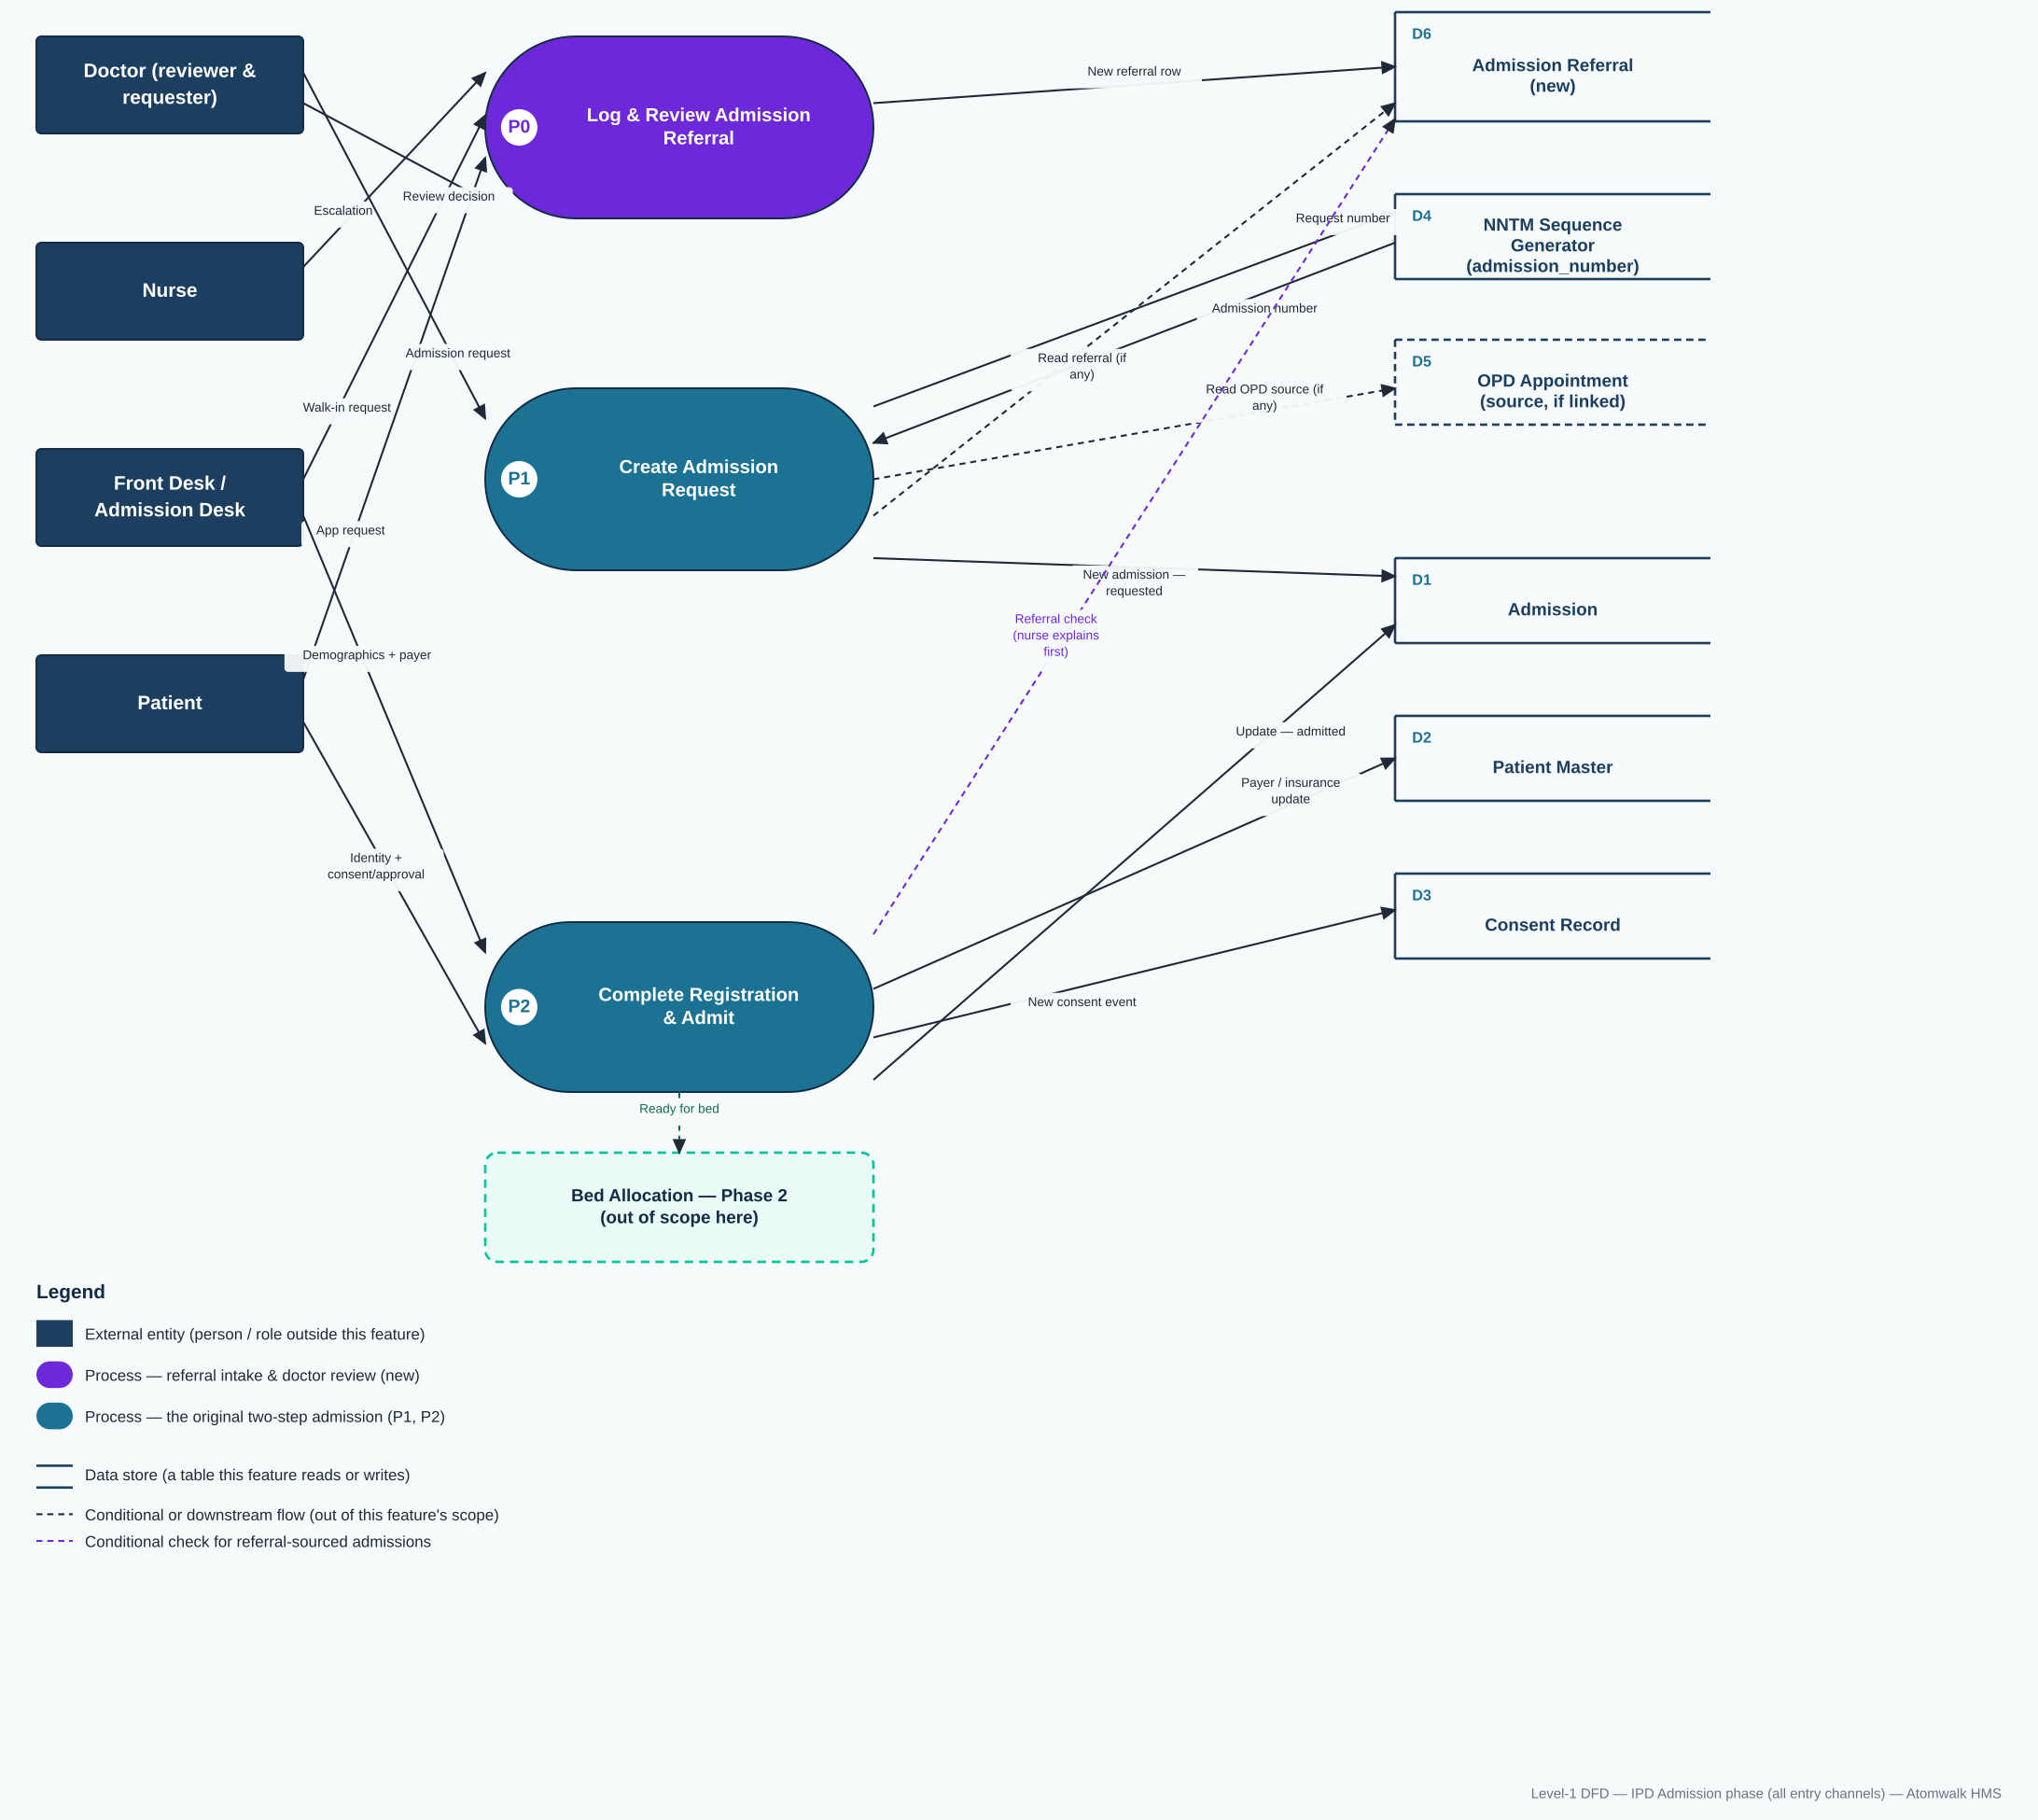 Doctor (reviewer &
requester)
Nurse
Front Desk /
Admission Desk
Patient
Escalation
Review decision
Admission request
Walk-in request
App request
Demographics + payer
Identity +
consent/approval
P0
Log & Review Admission
Referral
P1
Create Admission
Request
P2
Complete Registration
& Admit
Ready for bed
Bed Allocation — Phase 2
(out of scope here)
New referral row
Request number
Admission number
Read referral (if
any)
Read OPD source (if
any)
New admission —
requested
Referral check
(nurse explains
first)
Update — admitted
Payer / insurance
update
New consent event
D6
Admission Referral
(new)
D4
NNTM Sequence
Generator
(admission_number)
D5
OPD Appointment
(source, if linked)
D1
Admission
D2
Patient Master
D3
Consent Record
Legend
External entity (person / role outside this feature)
Process — referral intake & doctor review (new)
Process — the original two-step admission (P1, P2)
Data store (a table this feature reads or writes)
Conditional or downstream flow (out of this feature's scope)
Conditional check for referral-sourced admissions
Level-1 DFD — IPD Admission phase (all entry channels) — Atomwalk HMS